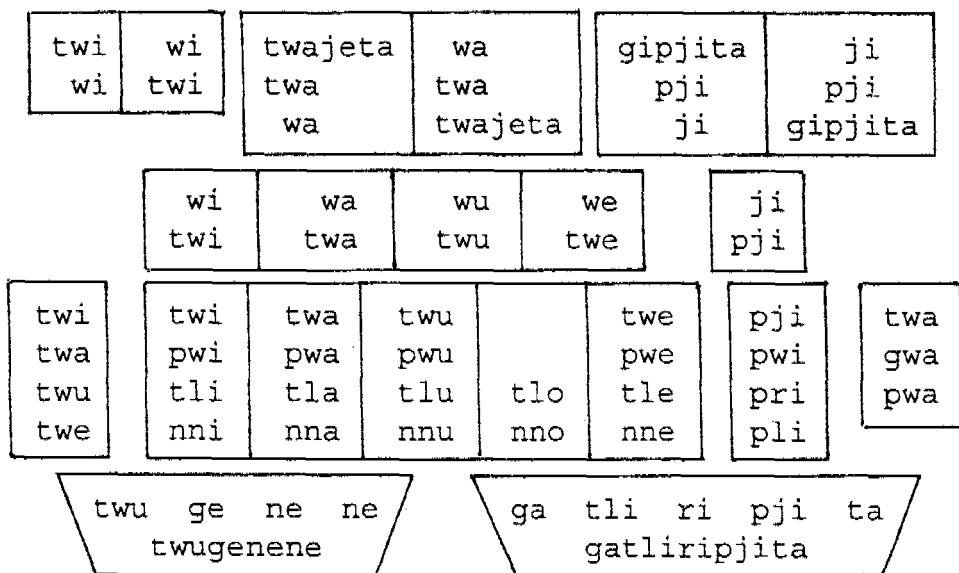 twi wi twajeta wa gipjita ji
wi twi twa twa pji pji
wa twajeta ji gipjita
wi wa wu we ji
twi twa twu twe pji
twi twi twa twu twe pji twa
twa pwi pwa pwu pwe pwi gwa
twu tli tla tlu tlo tle pri pwa
twe nni nna nnu nno nne pli
twu ge ne ne ga tli ri pji ta
twugenene gatliripjita